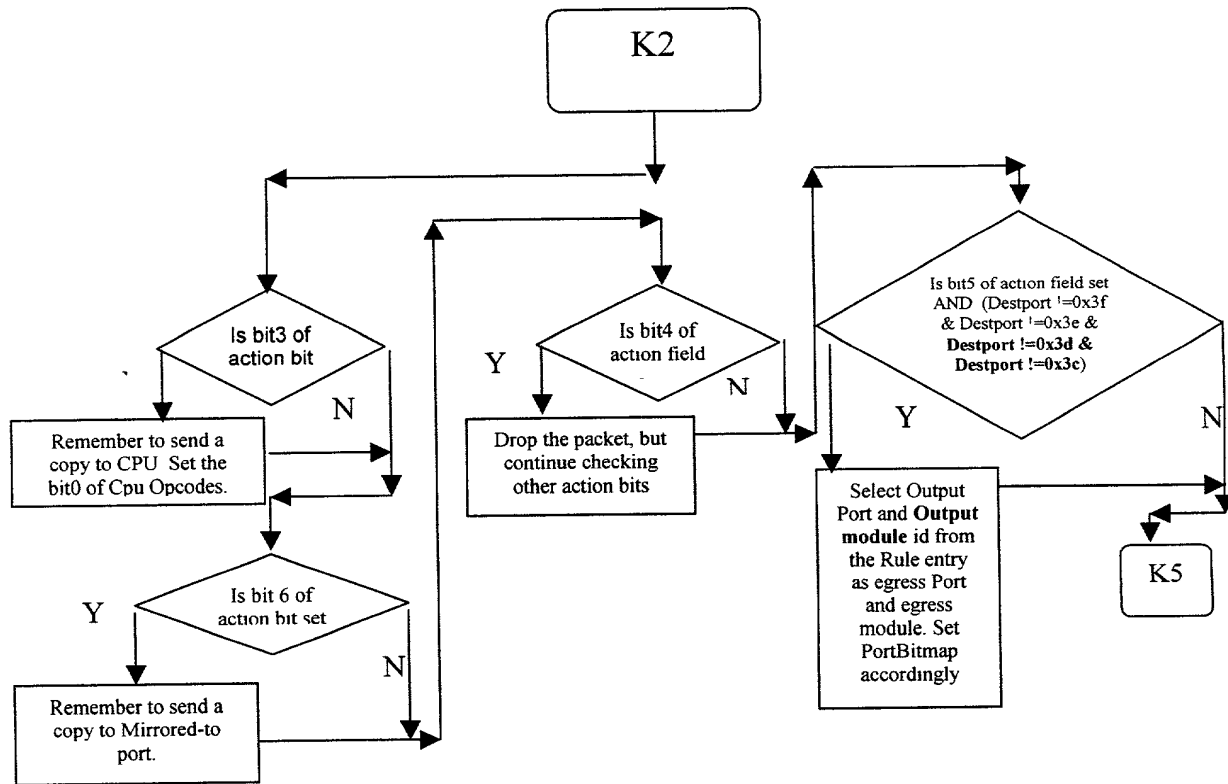 K2
Is bit3 of
action bit
N
Remember to send a
copy to CPU Set the
bit0 of Cpu Opcodes.
Is bit 6 of
action bit set
Y
N
Remember to send a
copy to Mirrored-to
port.
Is bit4 of
action field
Y
N
Drop the packet, but
continue checking
other action bits
Is bit5 of action field set
AND (Destport !=0x3f
& Destport !=0x3e &
Destport !=0x3d &
Destport !=0x3c)
Y
N
Select Output
Port and Output
module id from
the Rule entry
as egress Port
and egress
module. Set
PortBitmap
accordingly
K5